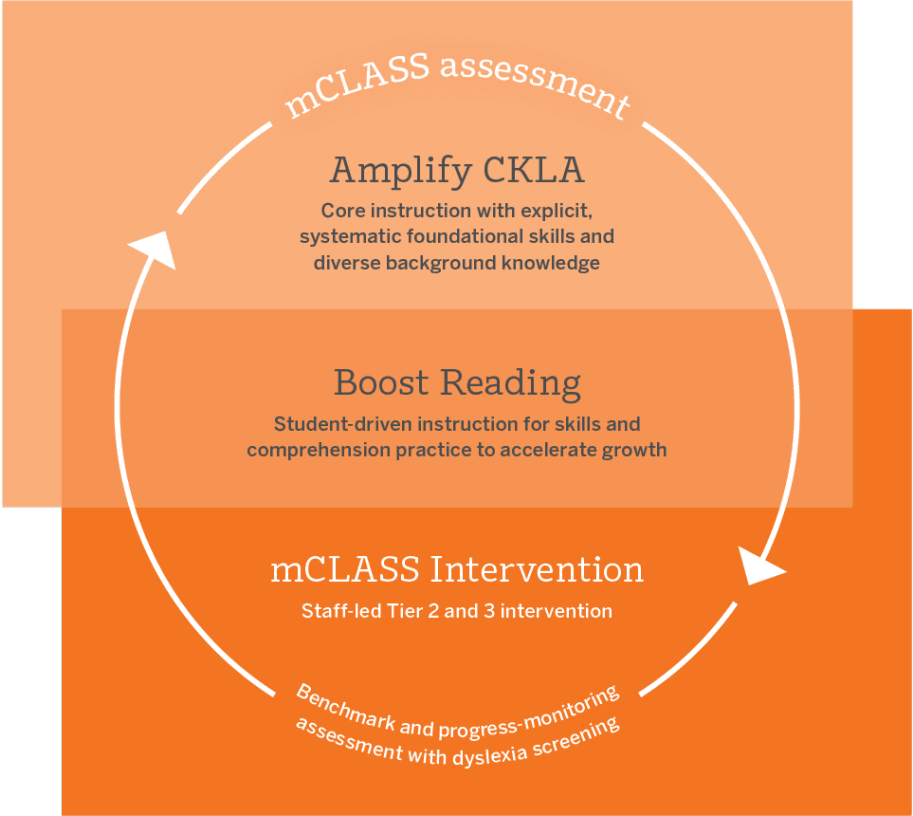 mCLASS assessment
Amplify CKLA
Core instruction with explicit,
systematic foundational skills and
diverse background knowledge
Boost Reading
Student-driven instruction for skills and
comprehension practice to accelerate growth
mCLASS Intervention
Staff-led Tier 2 and 3 intervention
Benchmark and progress-monitoring
assessment with dyslexia screening